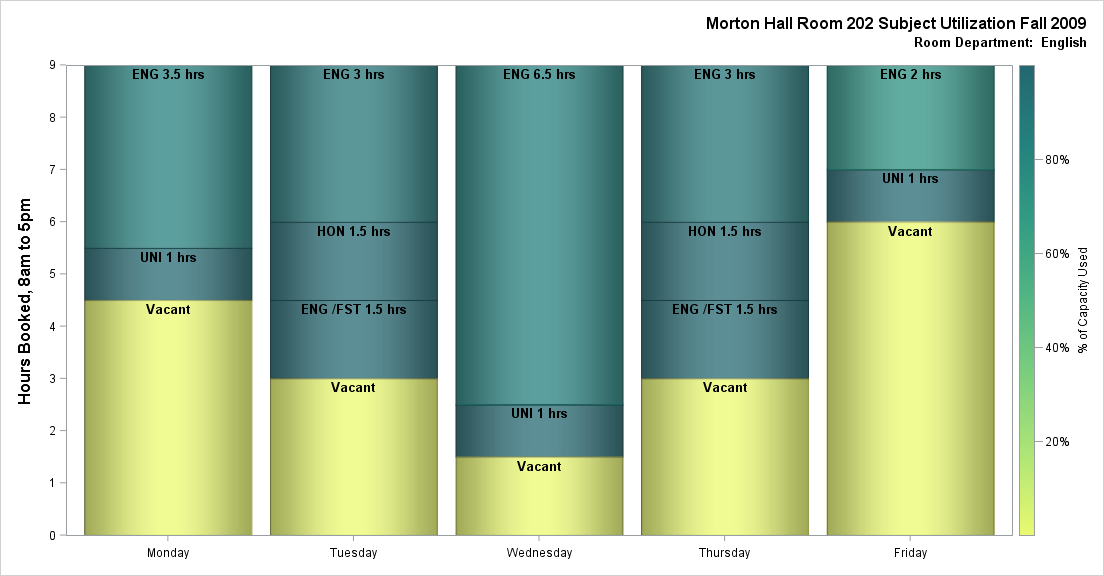 Morton Hall Room 202 Subject Utilization Fall 2009
Room Department:  English
Hours Booked, 8am to 5pm
9
8
7
6
5
4
3
2
1
0
ENG 3.5 hrs
UNI 1 hrs
Vacant
ENG 3 hrs
HON 1.5 hrs
ENG /FST 1.5 hrs
Vacant
ENG 6.5 hrs
UNI 1 hrs
Vacant
ENG 3 hrs
HON 1.5 hrs
ENG /FST 1.5 hrs
Vacant
ENG 2 hrs
UNI 1 hrs
Vacant
Monday
Tuesday
Wednesday
Thursday
Friday
80%
60%
40%
20%
% of Capacity Used